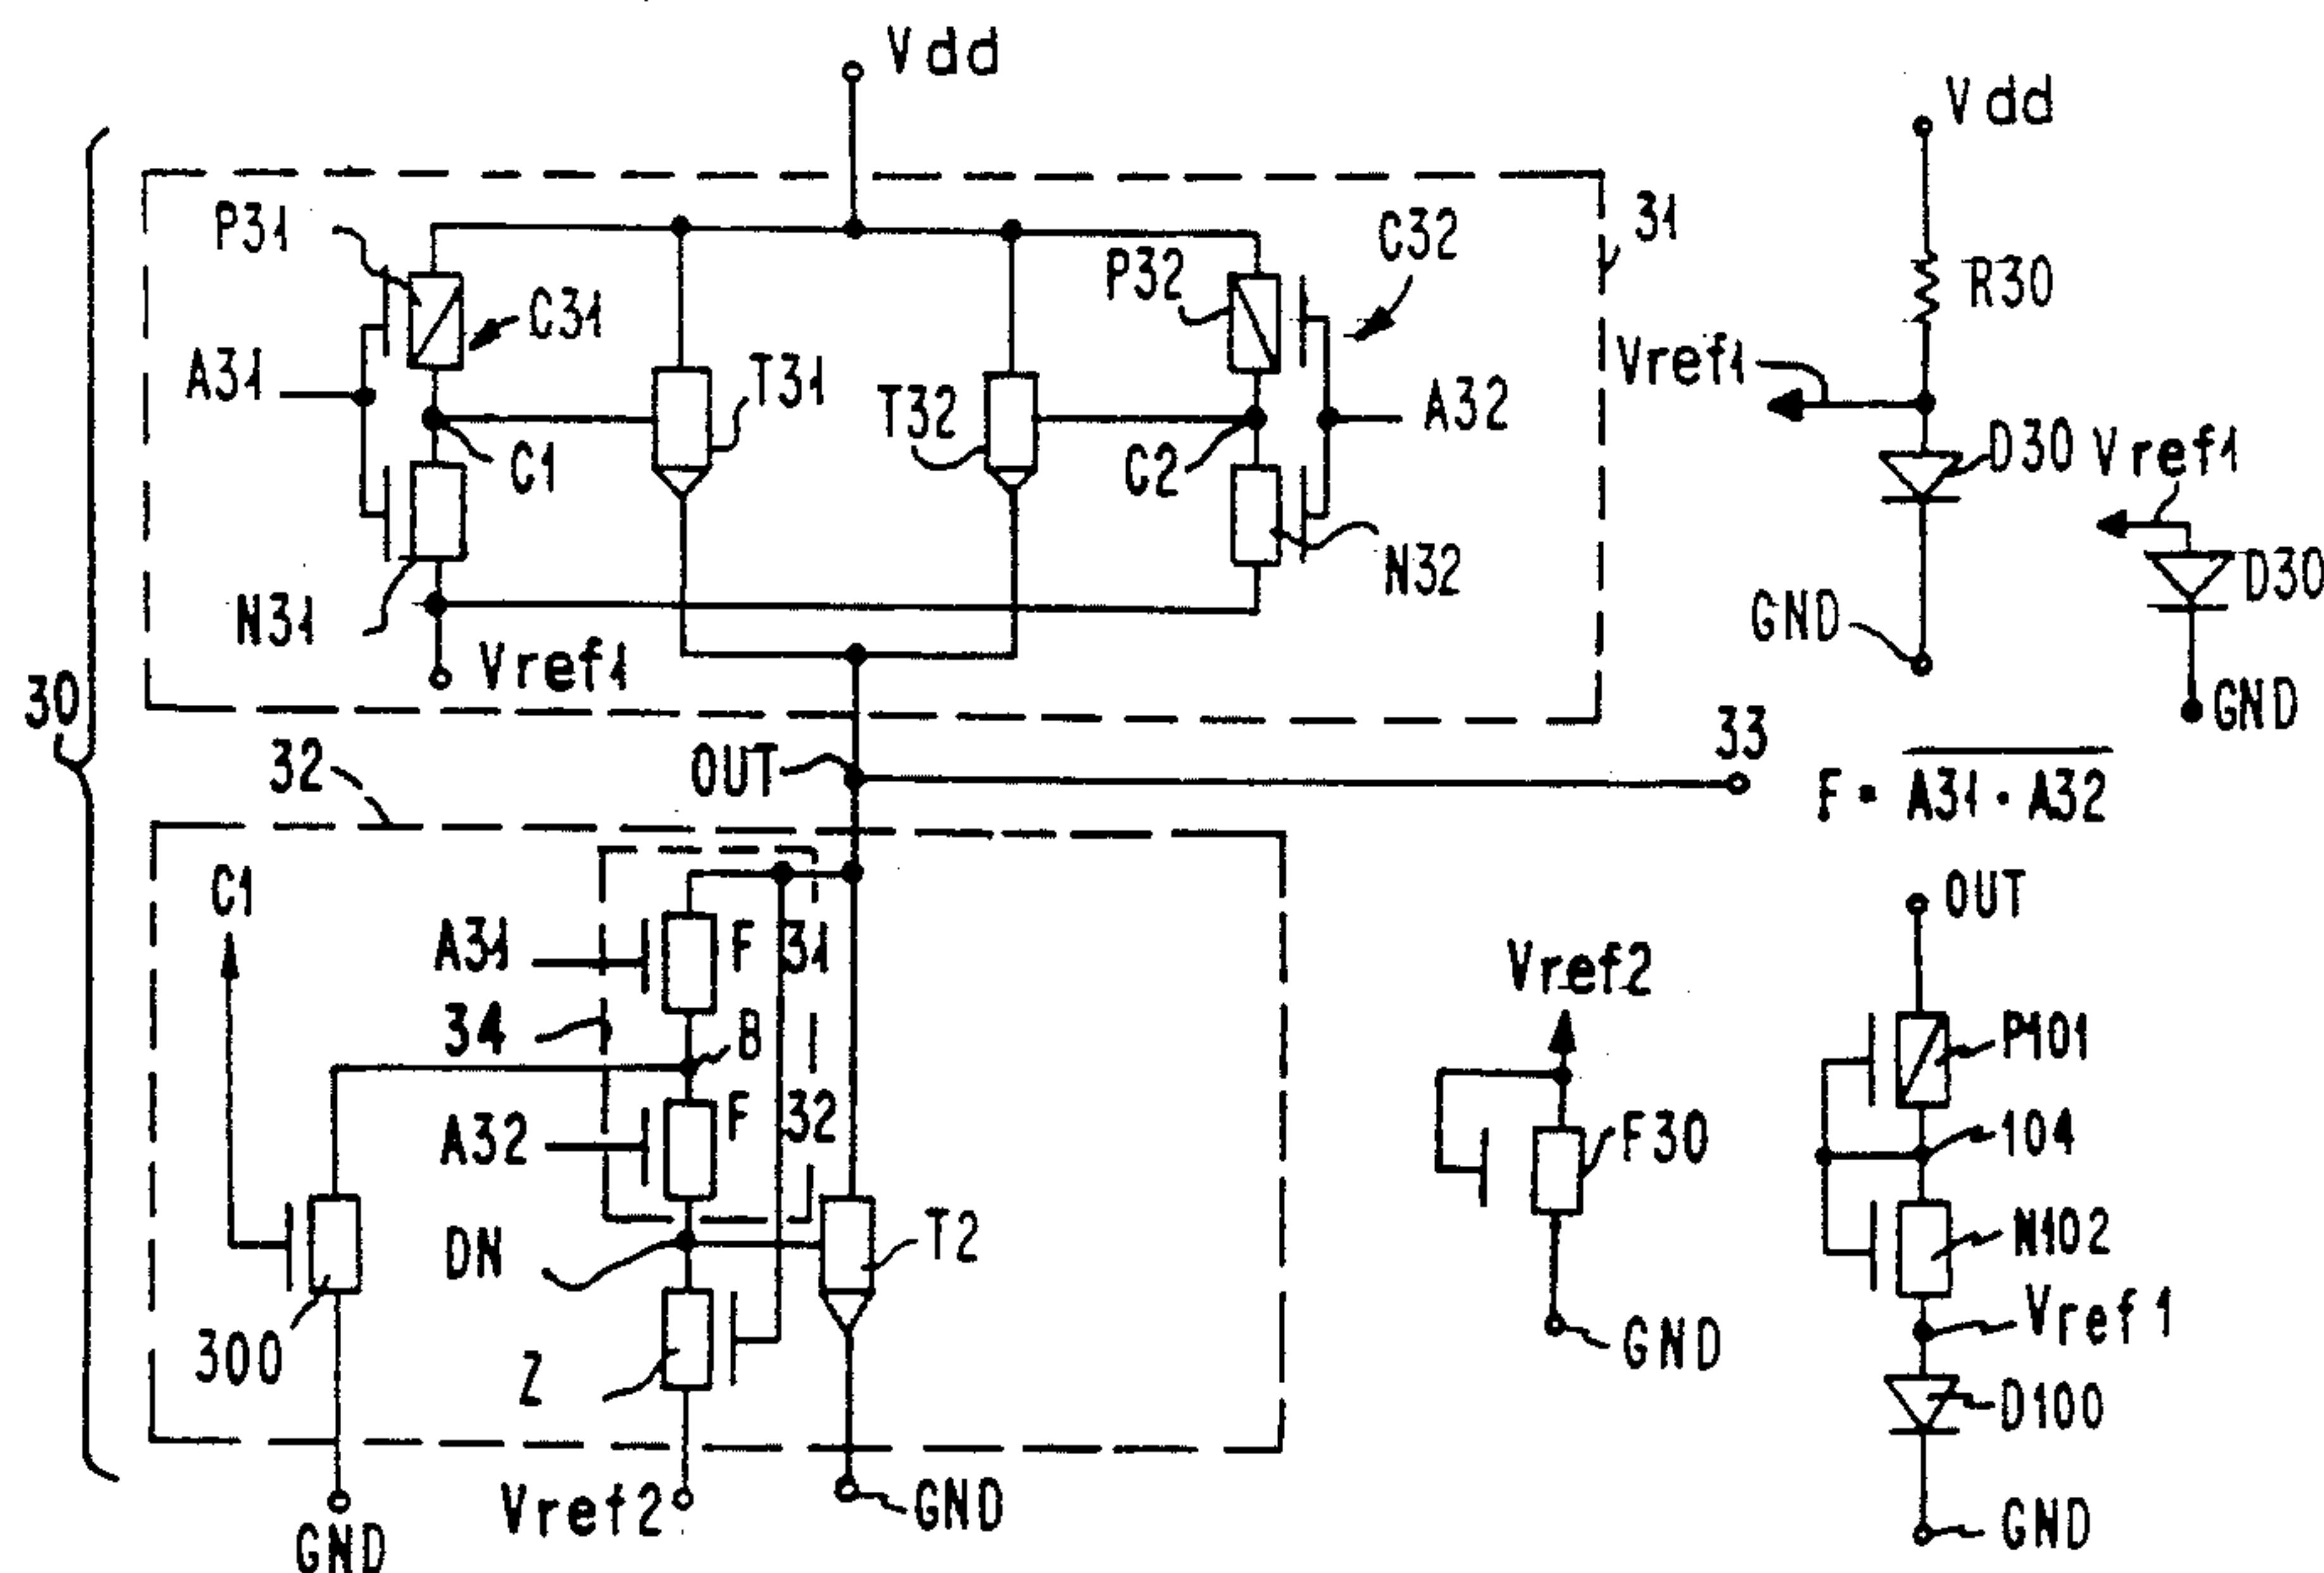 Vdd
Vdd
P31
C31
P32
C32
31
R30
A31
T31
T32
A32
Vref1
C1
C2
D30
Vref1
N31
N32
D30
Vref1
GND
GND
30
32
OUT
33
F = A31 · A32
C1
A31
F 31
OUT
34
B
Vref2
P101
A32
F 32
F30
104
DN
T2
N102
300
Z
GND
Vref1
D100
Vref2
GND
GND
GND